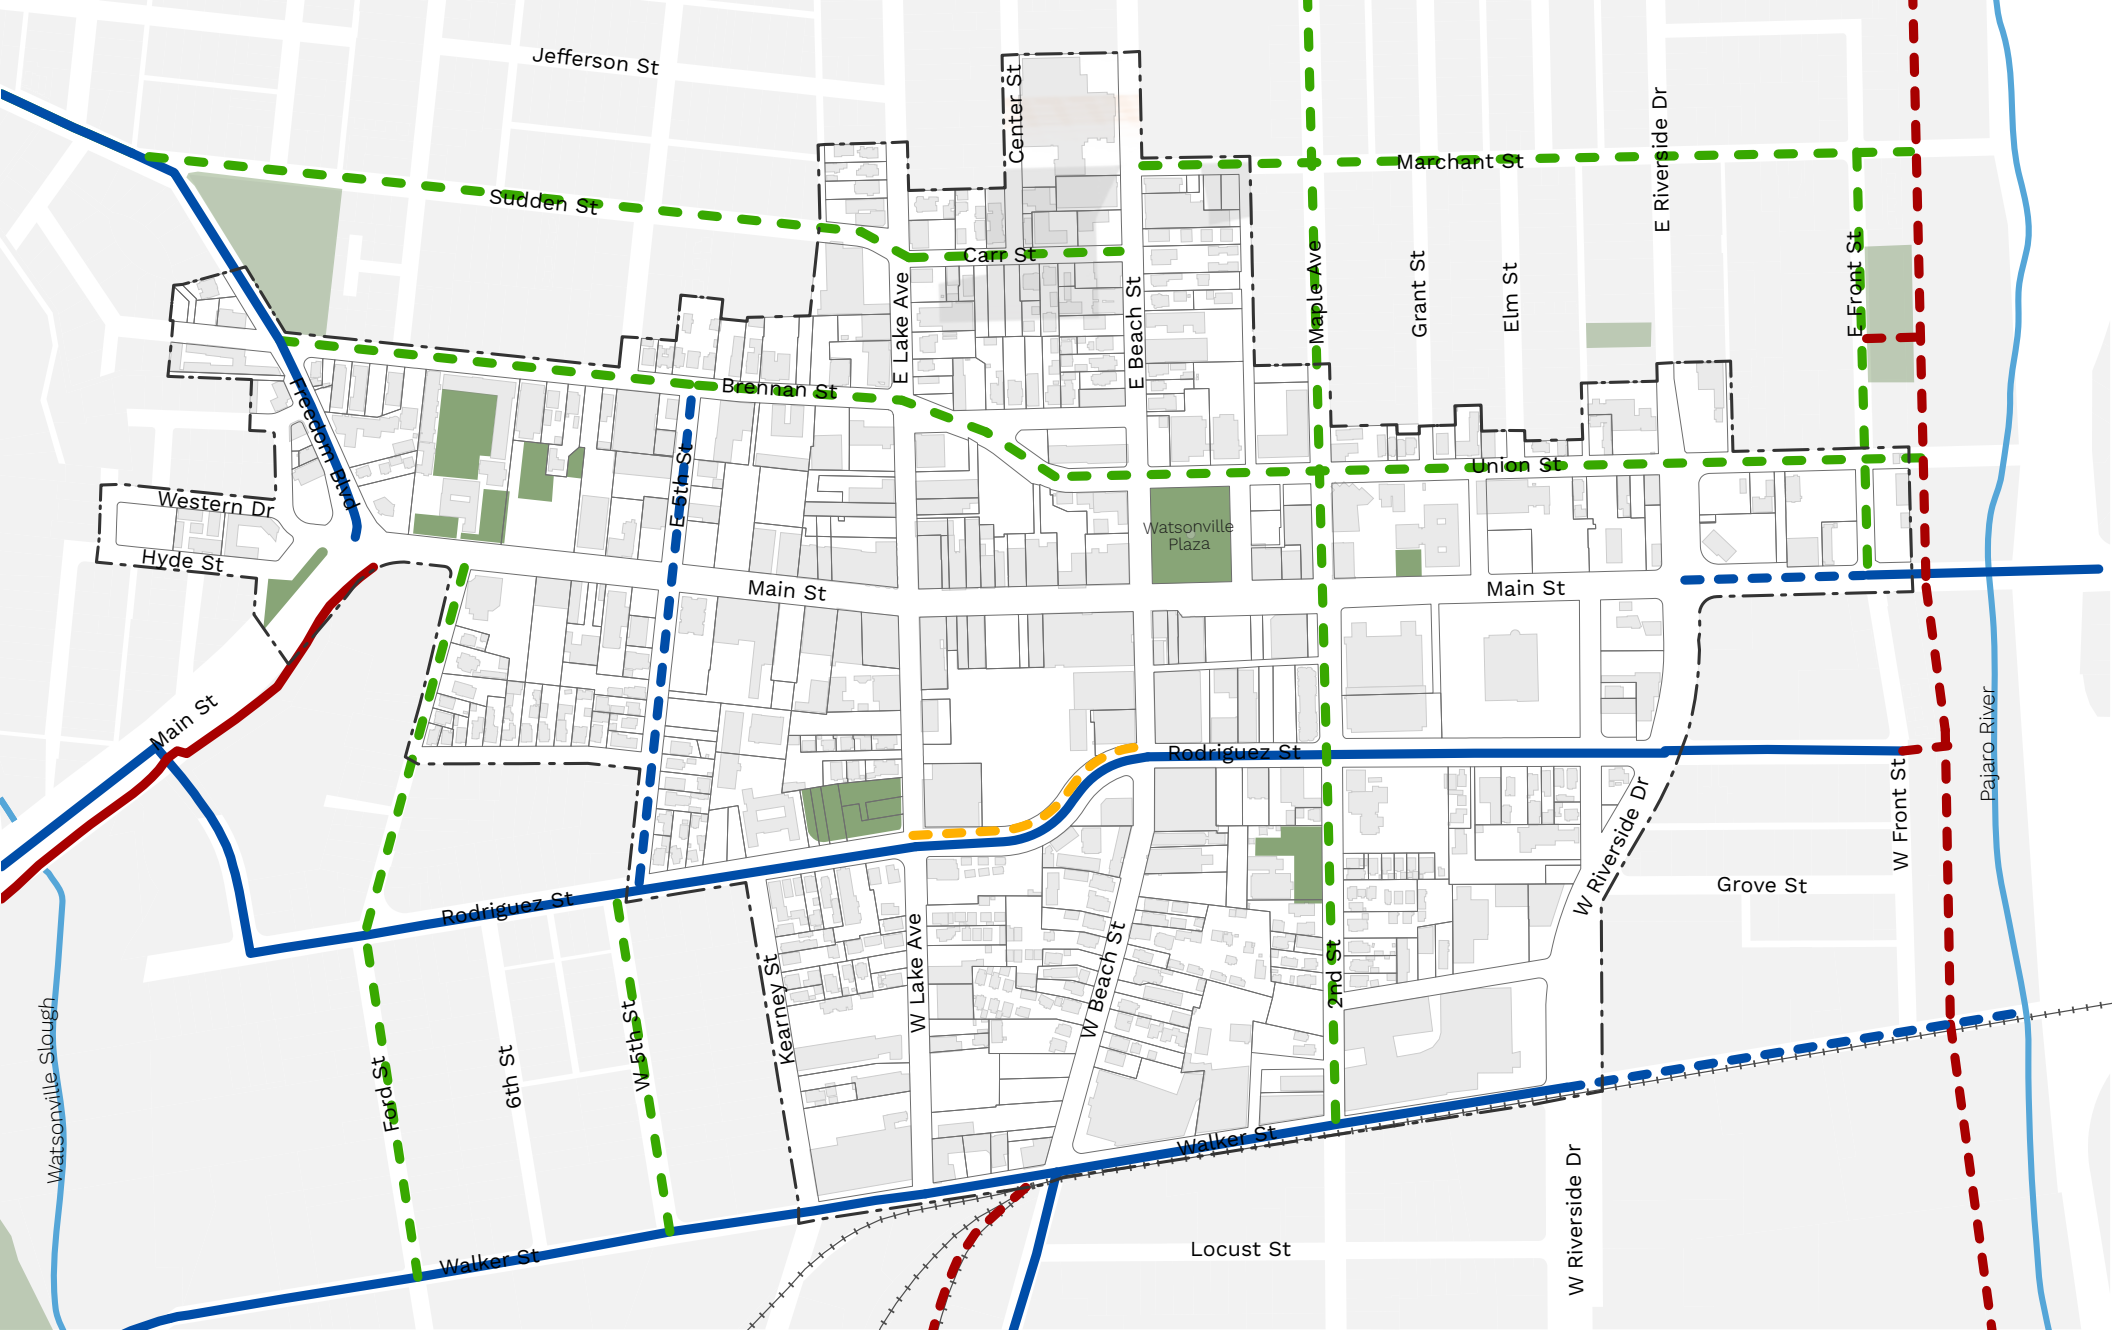 Jefferson St
Center St
E Riverside Dr
Marchant St
Sudden St
Carr St
E Lake Ave
E Beach St
Maple Ave
Grant St
Elm St
E Front St
Brennan St
Freedom Blvd
E 5th St
Union St
Western Dr
Hyde St
Watsonville
Plaza
Main St
Main St
Main St
Pajaro River
Rodriguez St
W Front St
W Riverside Dr
Grove St
Rodriguez St
Kearney St
W Lake Ave
W Beach St
2nd St
Watsonville Slough
Ford St
6th St
W 5th St
Walker St
W Riverside Dr
Walker St
Locust St